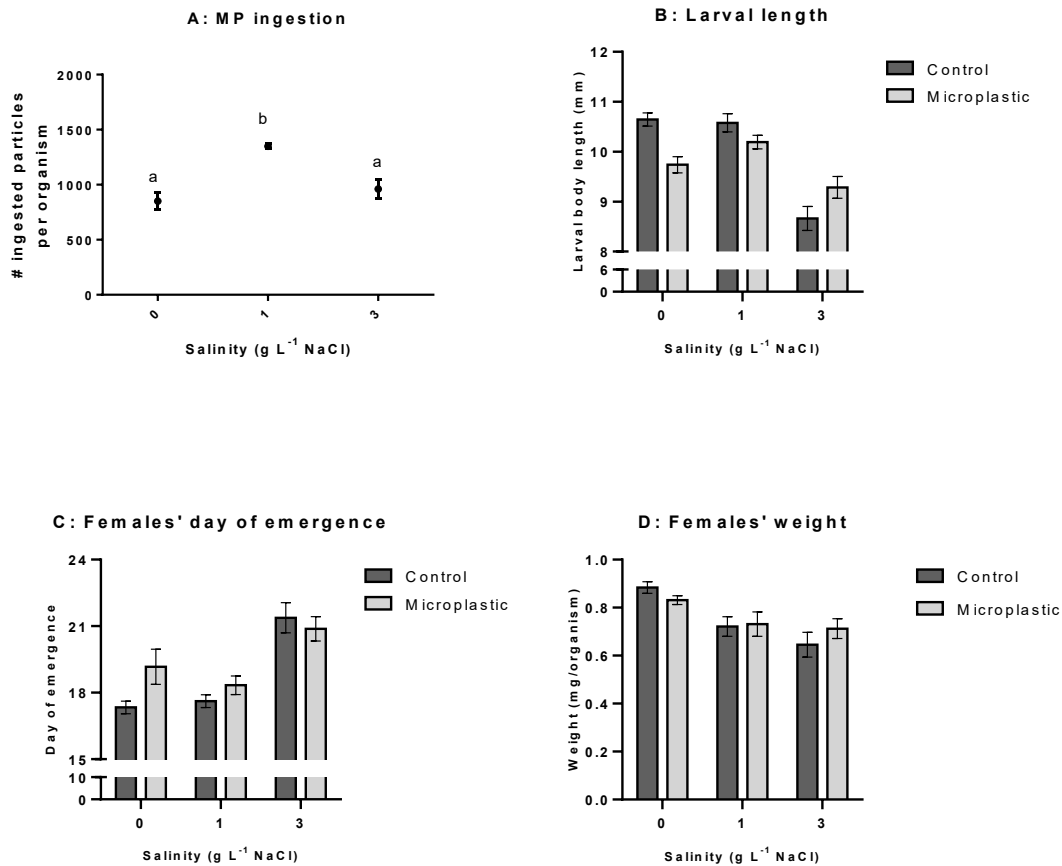 A: MP ingestion
2000
1500
1000
500
0
# ingested particles
per organism
a
b
a
0
1
3
Salinity (g L⁻¹ NaCl)
B: Larval length
12
11
10
9
8
6
0
Larval body length (mm)
Control
Microplastic
0
1
3
Salinity (g L⁻¹ NaCl)
C: Females' day of emergence
24
21
18
15
10
0
Day of emergence
Control
Microplastic
0
1
3
Salinity (g L⁻¹ NaCl)
D: Females' weight
1.0
0.8
0.6
0.4
0.2
0.0
Weight (mg/organism)
Control
Microplastic
0
1
3
Salinity (g L⁻¹ NaCl)